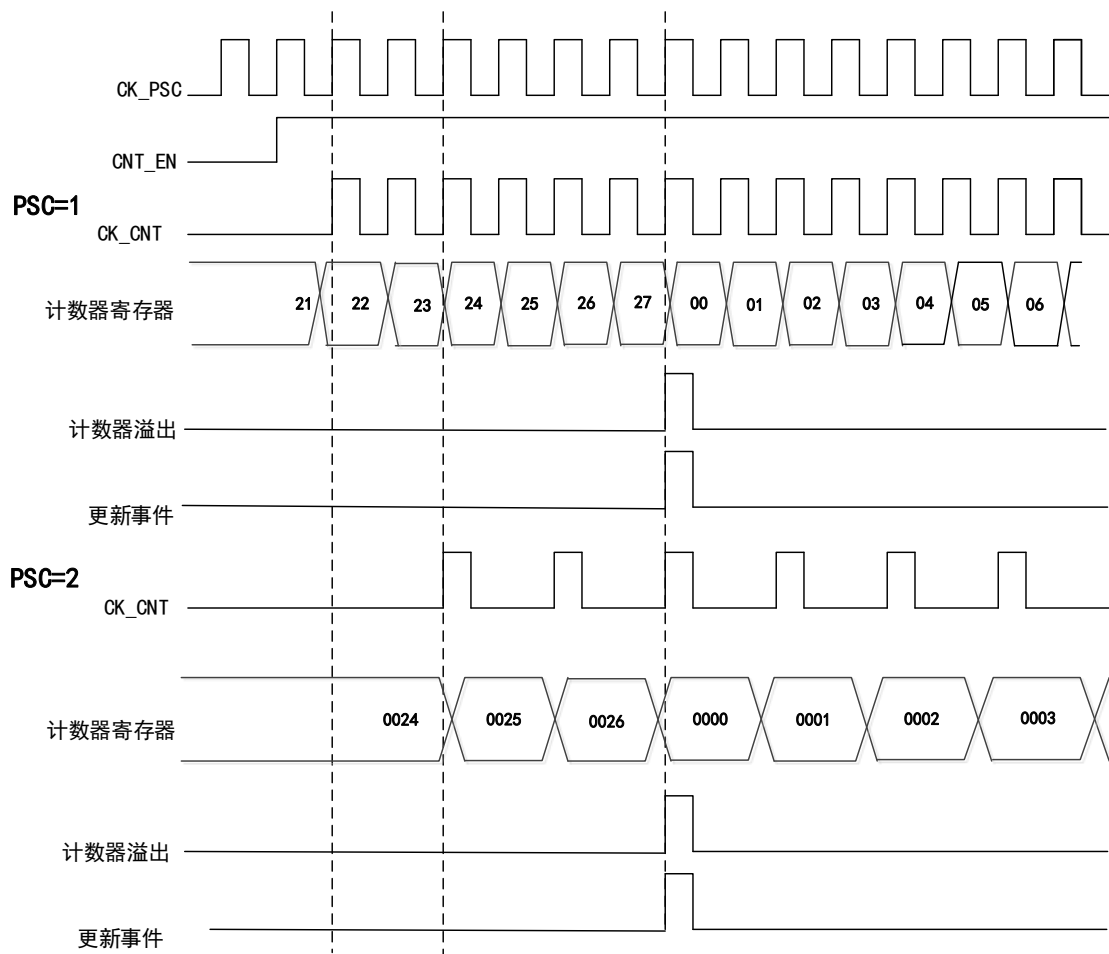 CK_PSC
CNT_EN
PSC=1
CK_CNT
计数器寄存器 21 22 23 24 25 26 27 00 01 02 03 04 05 06
计数器溢出
更新事件
PSC=2
CK_CNT
计数器寄存器 0024 0025 0026 0000 0001 0002 0003
计数器溢出
更新事件